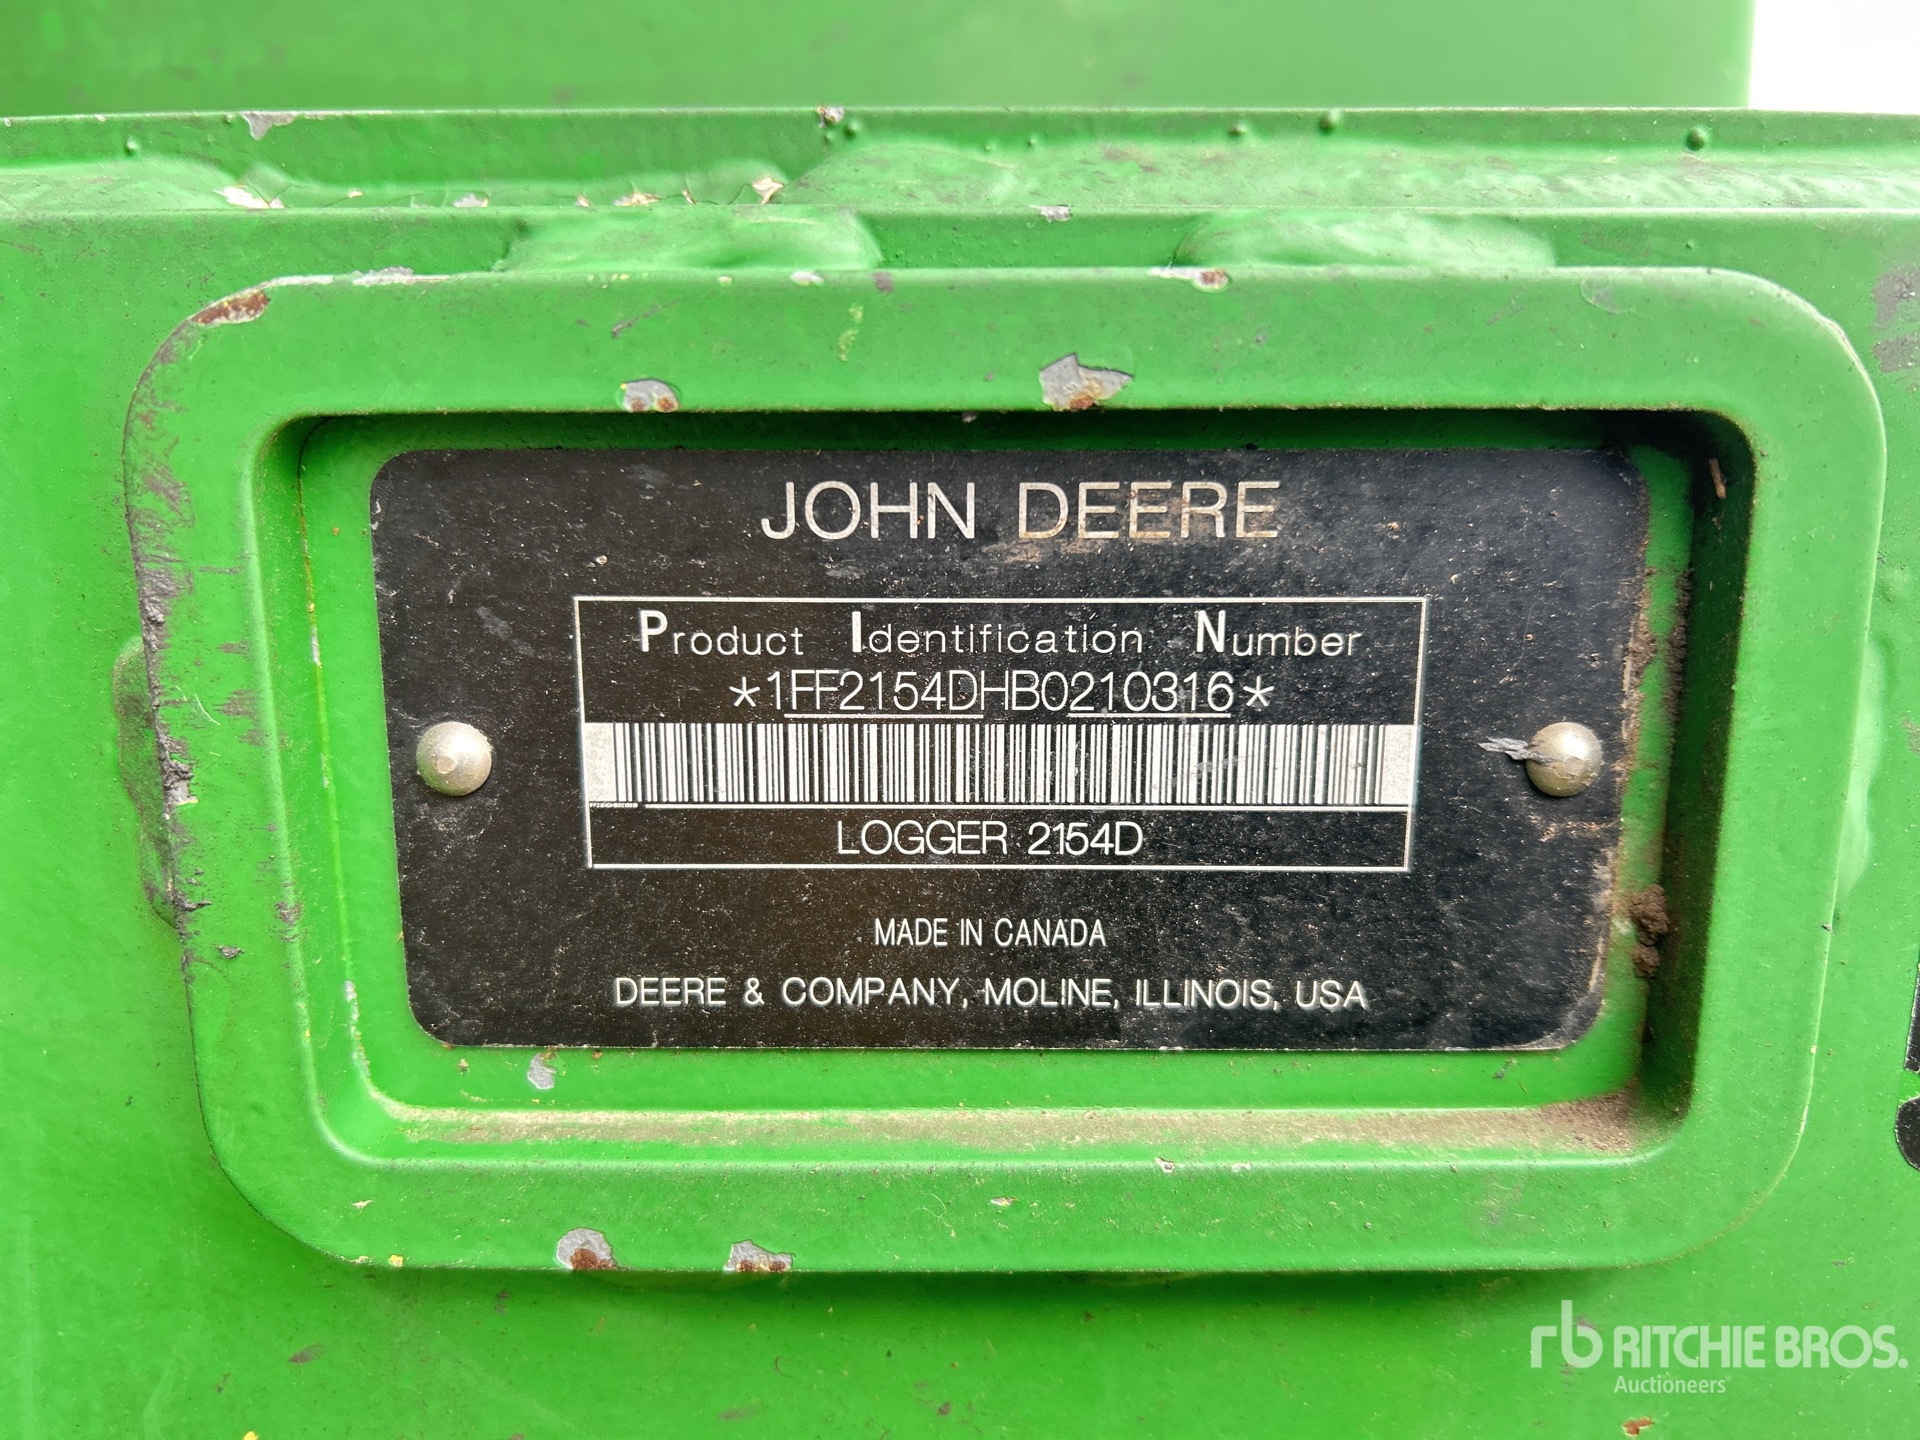 JOHN DEERE
Product Identification Number
*1FF2154DHB0210316*
LOGGER 2154D
MADE IN CANADA
DEERE & COMPANY, MOLINE, ILLINOIS, USA
rb RITCHIE BROS.
Auctioneers